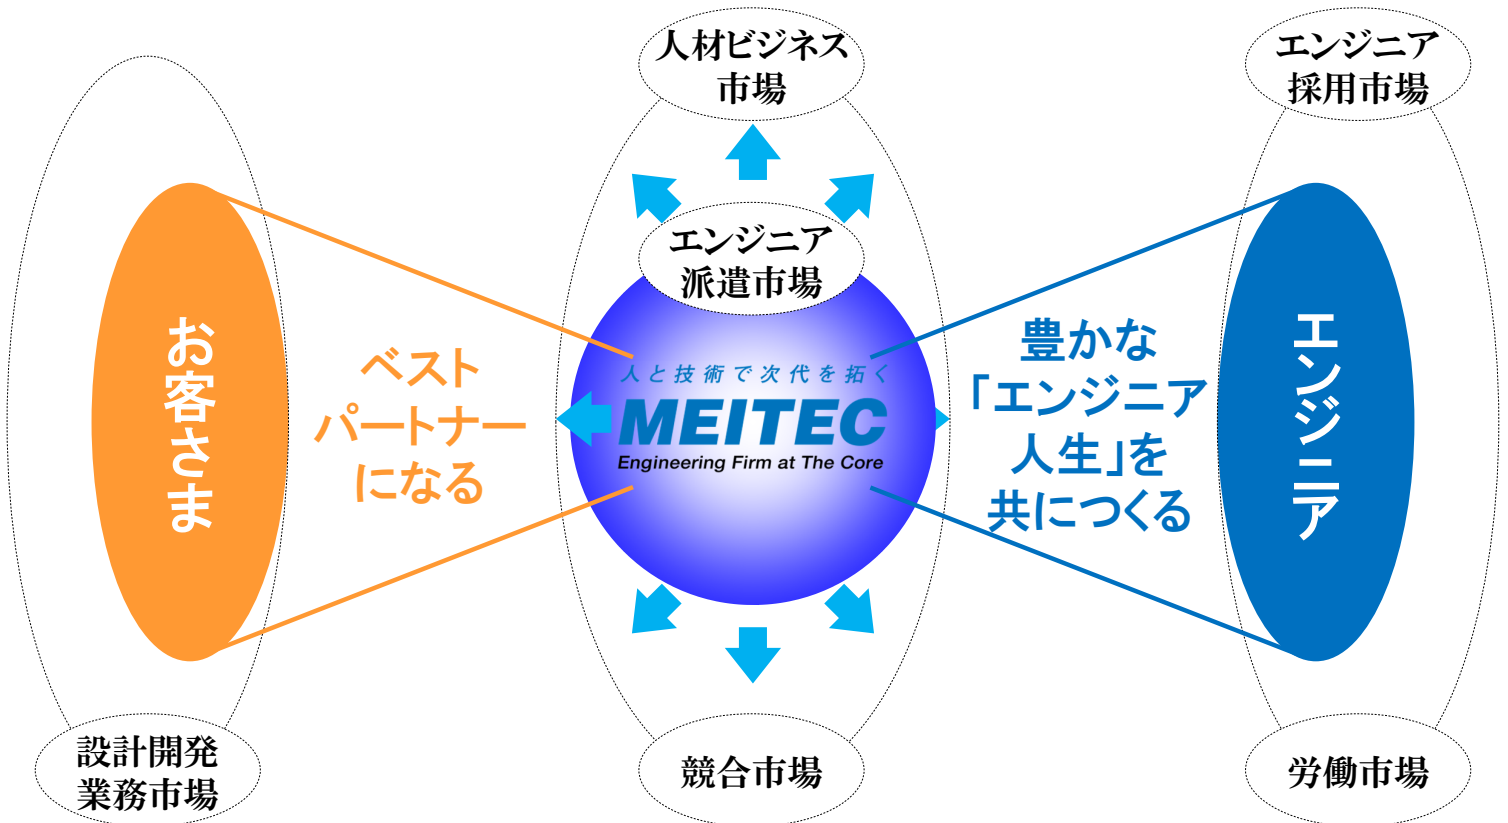 人材ビジネス
市場
エンジニア
採用市場
エンジニア
派遣市場
お客さま
ベスト
パートナー
になる
人と技術で次代を拓く
MEITEC
Engineering Firm at The Core
豊かな
「エンジニア
人生」を
共につくる
エンジニア
設計開発
業務市場
競合市場
労働市場